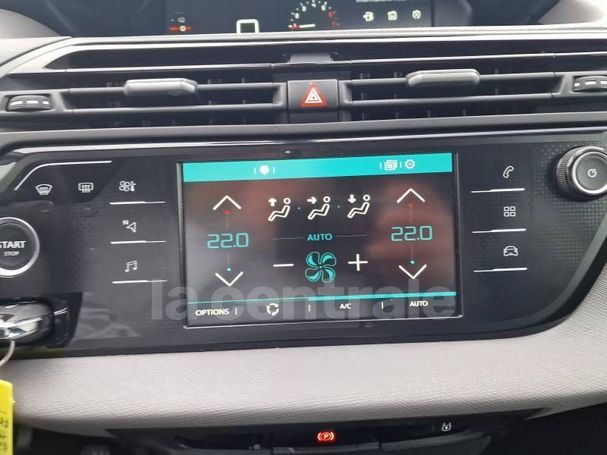 22.0
AUTO
22.0
START
STOP
OPTIONS
A/C
AUTO
la centrale
P